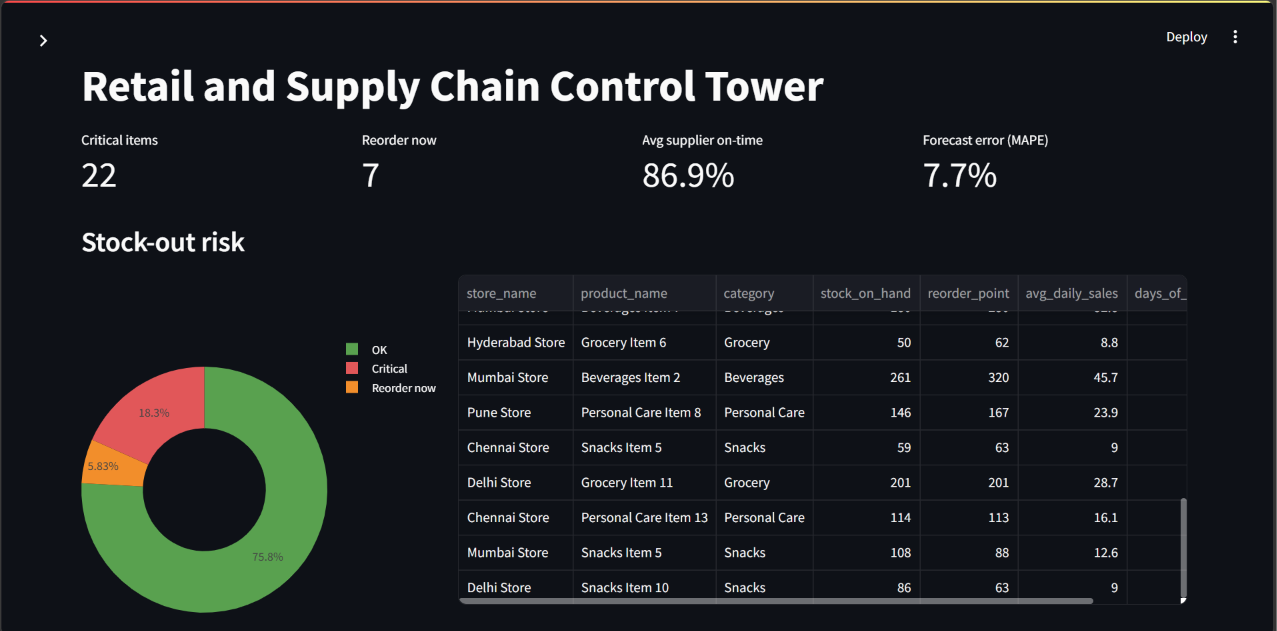 Deploy
Retail and Supply Chain Control Tower
Critical items Reorder now Avg supplier on-time Forecast error (MAPE)
22 7 86.9% 7.7%
Stock-out risk
store_name product_name category stock_on_hand reorder_point avg_daily_sales days_of_
Hyderabad Store Grocery Item 6 Grocery 50 62 8.8
Mumbai Store Beverages Item 2 Beverages 261 320 45.7
Pune Store Personal Care Item 8 Personal Care 146 167 23.9
Chennai Store Snacks Item 5 Snacks 59 63 9
Delhi Store Grocery Item 11 Grocery 201 201 28.7
Chennai Store Personal Care Item 13 Personal Care 114 113 16.1
Mumbai Store Snacks Item 5 Snacks 108 88 12.6
Delhi Store Snacks Item 10 Snacks 86 63 9
OK
Critical
Reorder now
18.3%
5.83%
75.8%